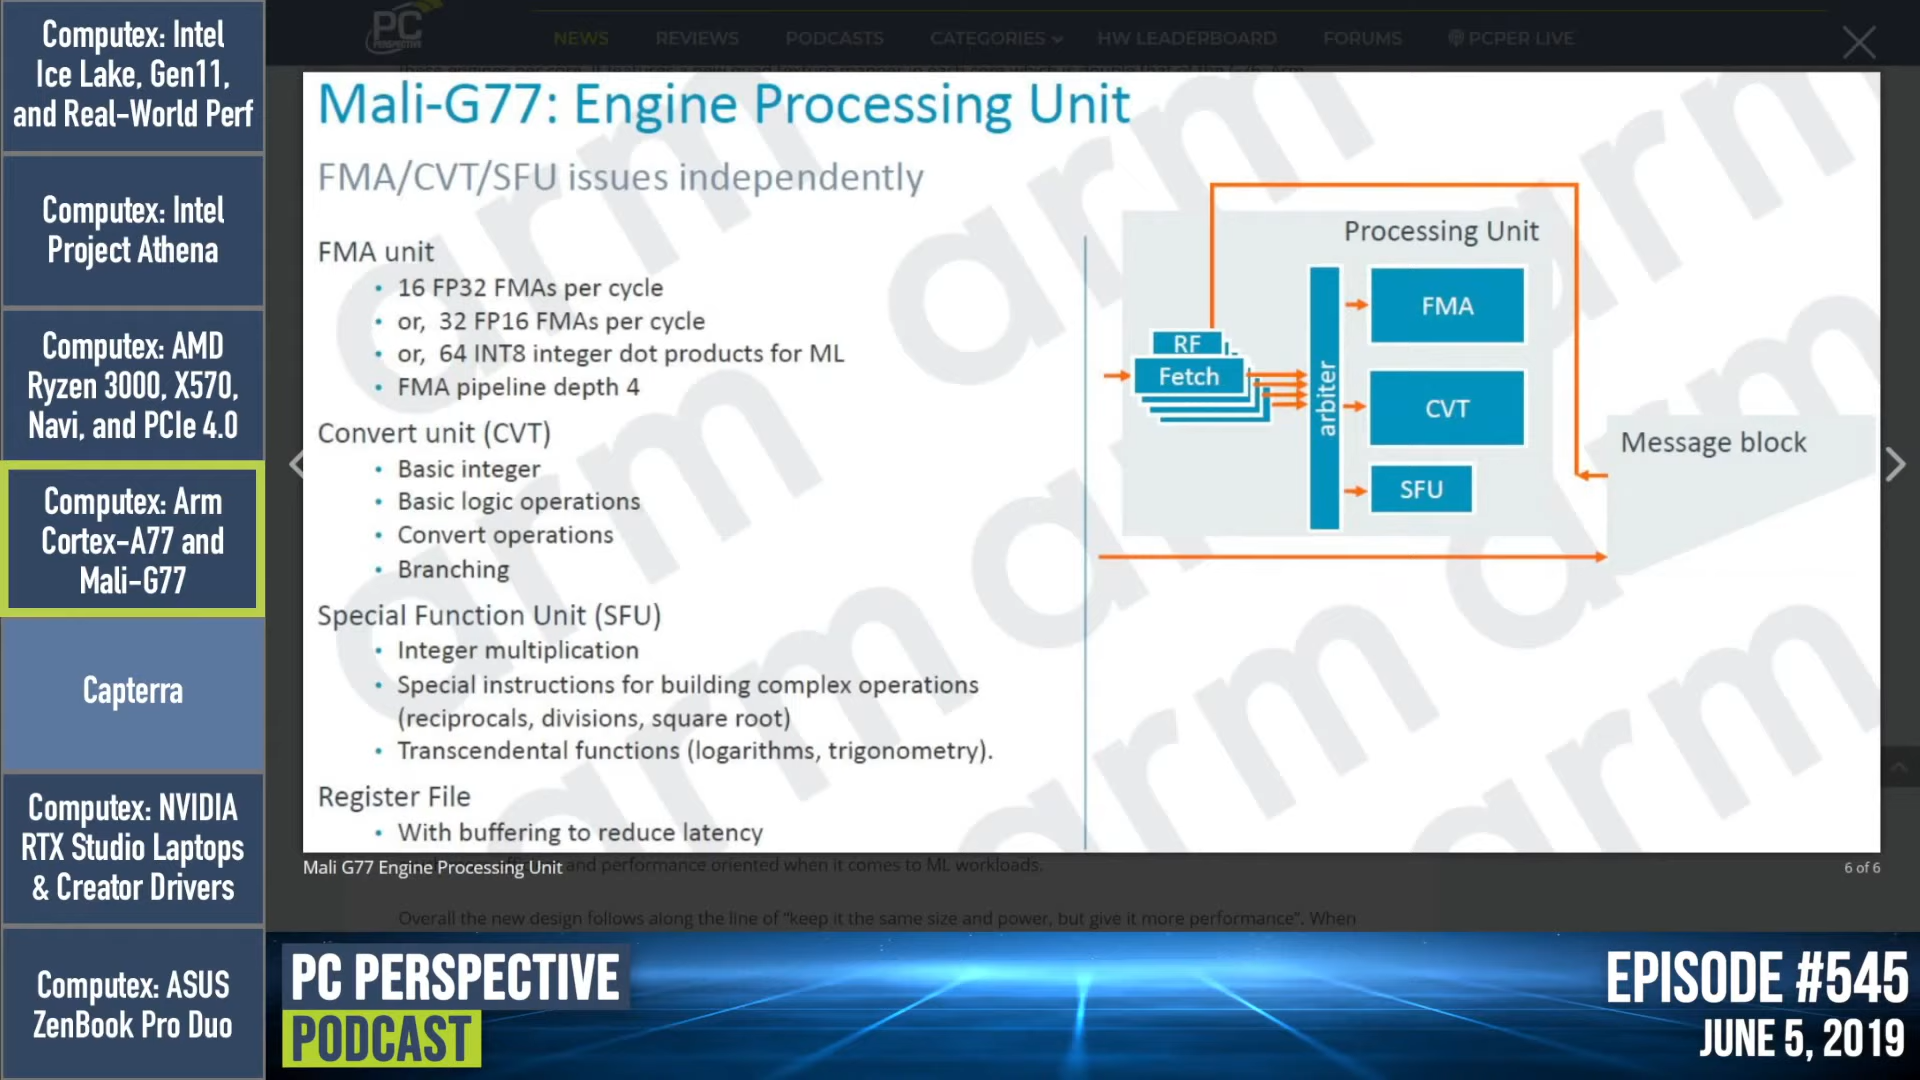 Computex: Intel
Ice Lake, Gen11,
and Real-World Perf
Computex: Intel
Project Athena
Computex: AMD
Ryzen 3000, X570,
Navi, and PCIe 4.0
Computex: Arm
Cortex-A77 and
Mali-G77
Capterra
Computex: NVIDIA
RTX Studio Laptops
& Creator Drivers
Computex: ASUS
ZenBook Pro Duo
PC PERSPECTIVE
NEWS REVIEWS PODCASTS CATEGORIES HW LEADERBOARD FORUMS PCPER LIVE
Mali-G77: Engine Processing Unit
FMA/CVT/SFU issues independently
FMA unit
• 16 FP32 FMAs per cycle
• or, 32 FP16 FMAs per cycle
• or, 64 INT8 integer dot products for ML
• FMA pipeline depth 4
Convert unit (CVT)
• Basic integer
• Basic logic operations
• Convert operations
• Branching
Special Function Unit (SFU)
• Integer multiplication
• Special instructions for building complex operations
(reciprocals, divisions, square root)
• Transcendental functions (logarithms, trigonometry).
Register File
• With buffering to reduce latency
Processing Unit
RF
Fetch
arbiter
FMA
CVT
SFU
Message block
arm arm arm arm arm arm arm
Mali G77 Engine Processing Unit
and performance oriented when it comes to ML workloads.
6 of 6
Overall the new design follows along the line of "keep it the same size and power, but give it more performance". When
PC PERSPECTIVE
PODCAST
EPISODE #545
JUNE 5, 2019